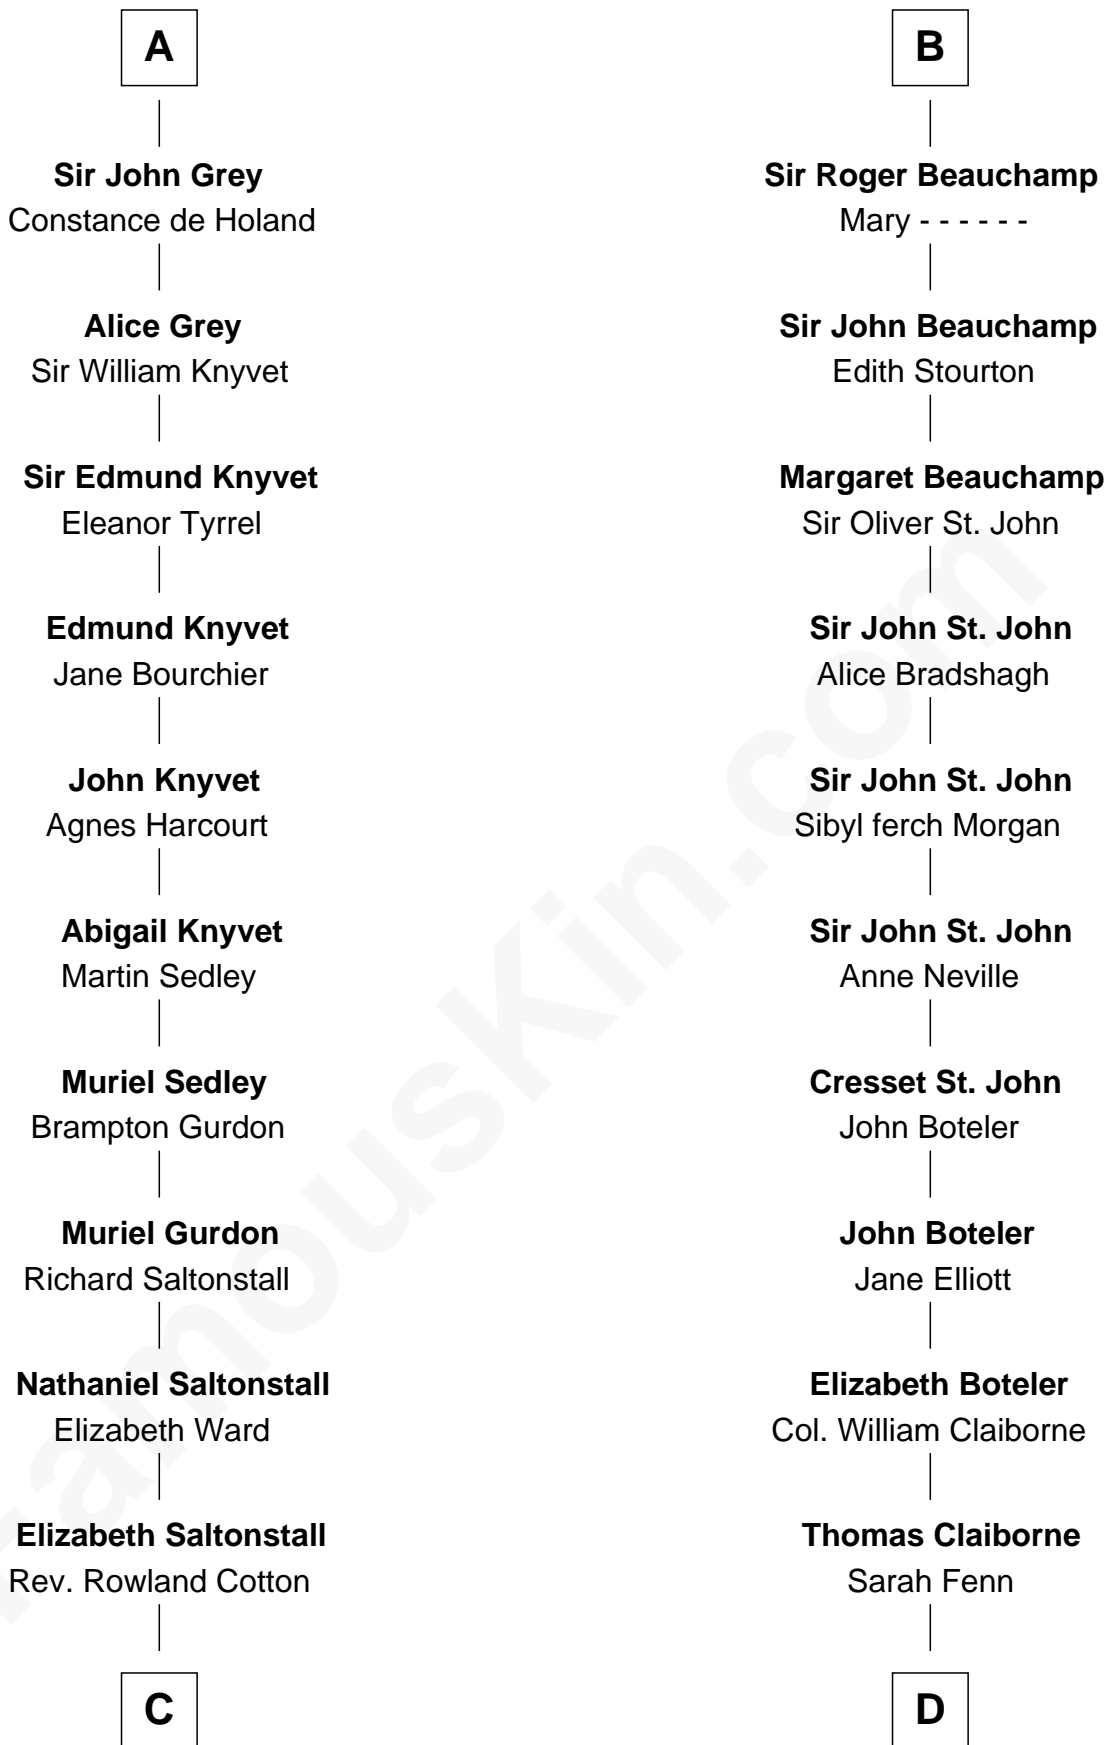 A
Sir John Grey
Constance de Holand
Alice Grey
Sir William Knyvet
Sir Edmund Knyvet
Eleanor Tyrrel
Edmund Knyvet
Jane Bourchier
John Knyvet
Agnes Harcourt
Abigail Knyvet
Martin Sedley
Muriel Sedley
Brampton Gurdon
Muriel Gurdon
Richard Saltonstall
Nathaniel Saltonstall
Elizabeth Ward
Elizabeth Saltonstall
Rev. Rowland Cotton
C
B
Sir Roger Beauchamp
Mary - - - - - -
Sir John Beauchamp
Edith Stourton
Margaret Beauchamp
Sir Oliver St. John
Sir John St. John
Alice Bradshagh
Sir John St. John
Sibyl ferch Morgan
Sir John St. John
Anne Neville
Cresset St. John
John Boteler
John Boteler
Jane Elliott
Elizabeth Boteler
Col. William Claiborne
Thomas Claiborne
Sarah Fenn
D
FamousKin.com